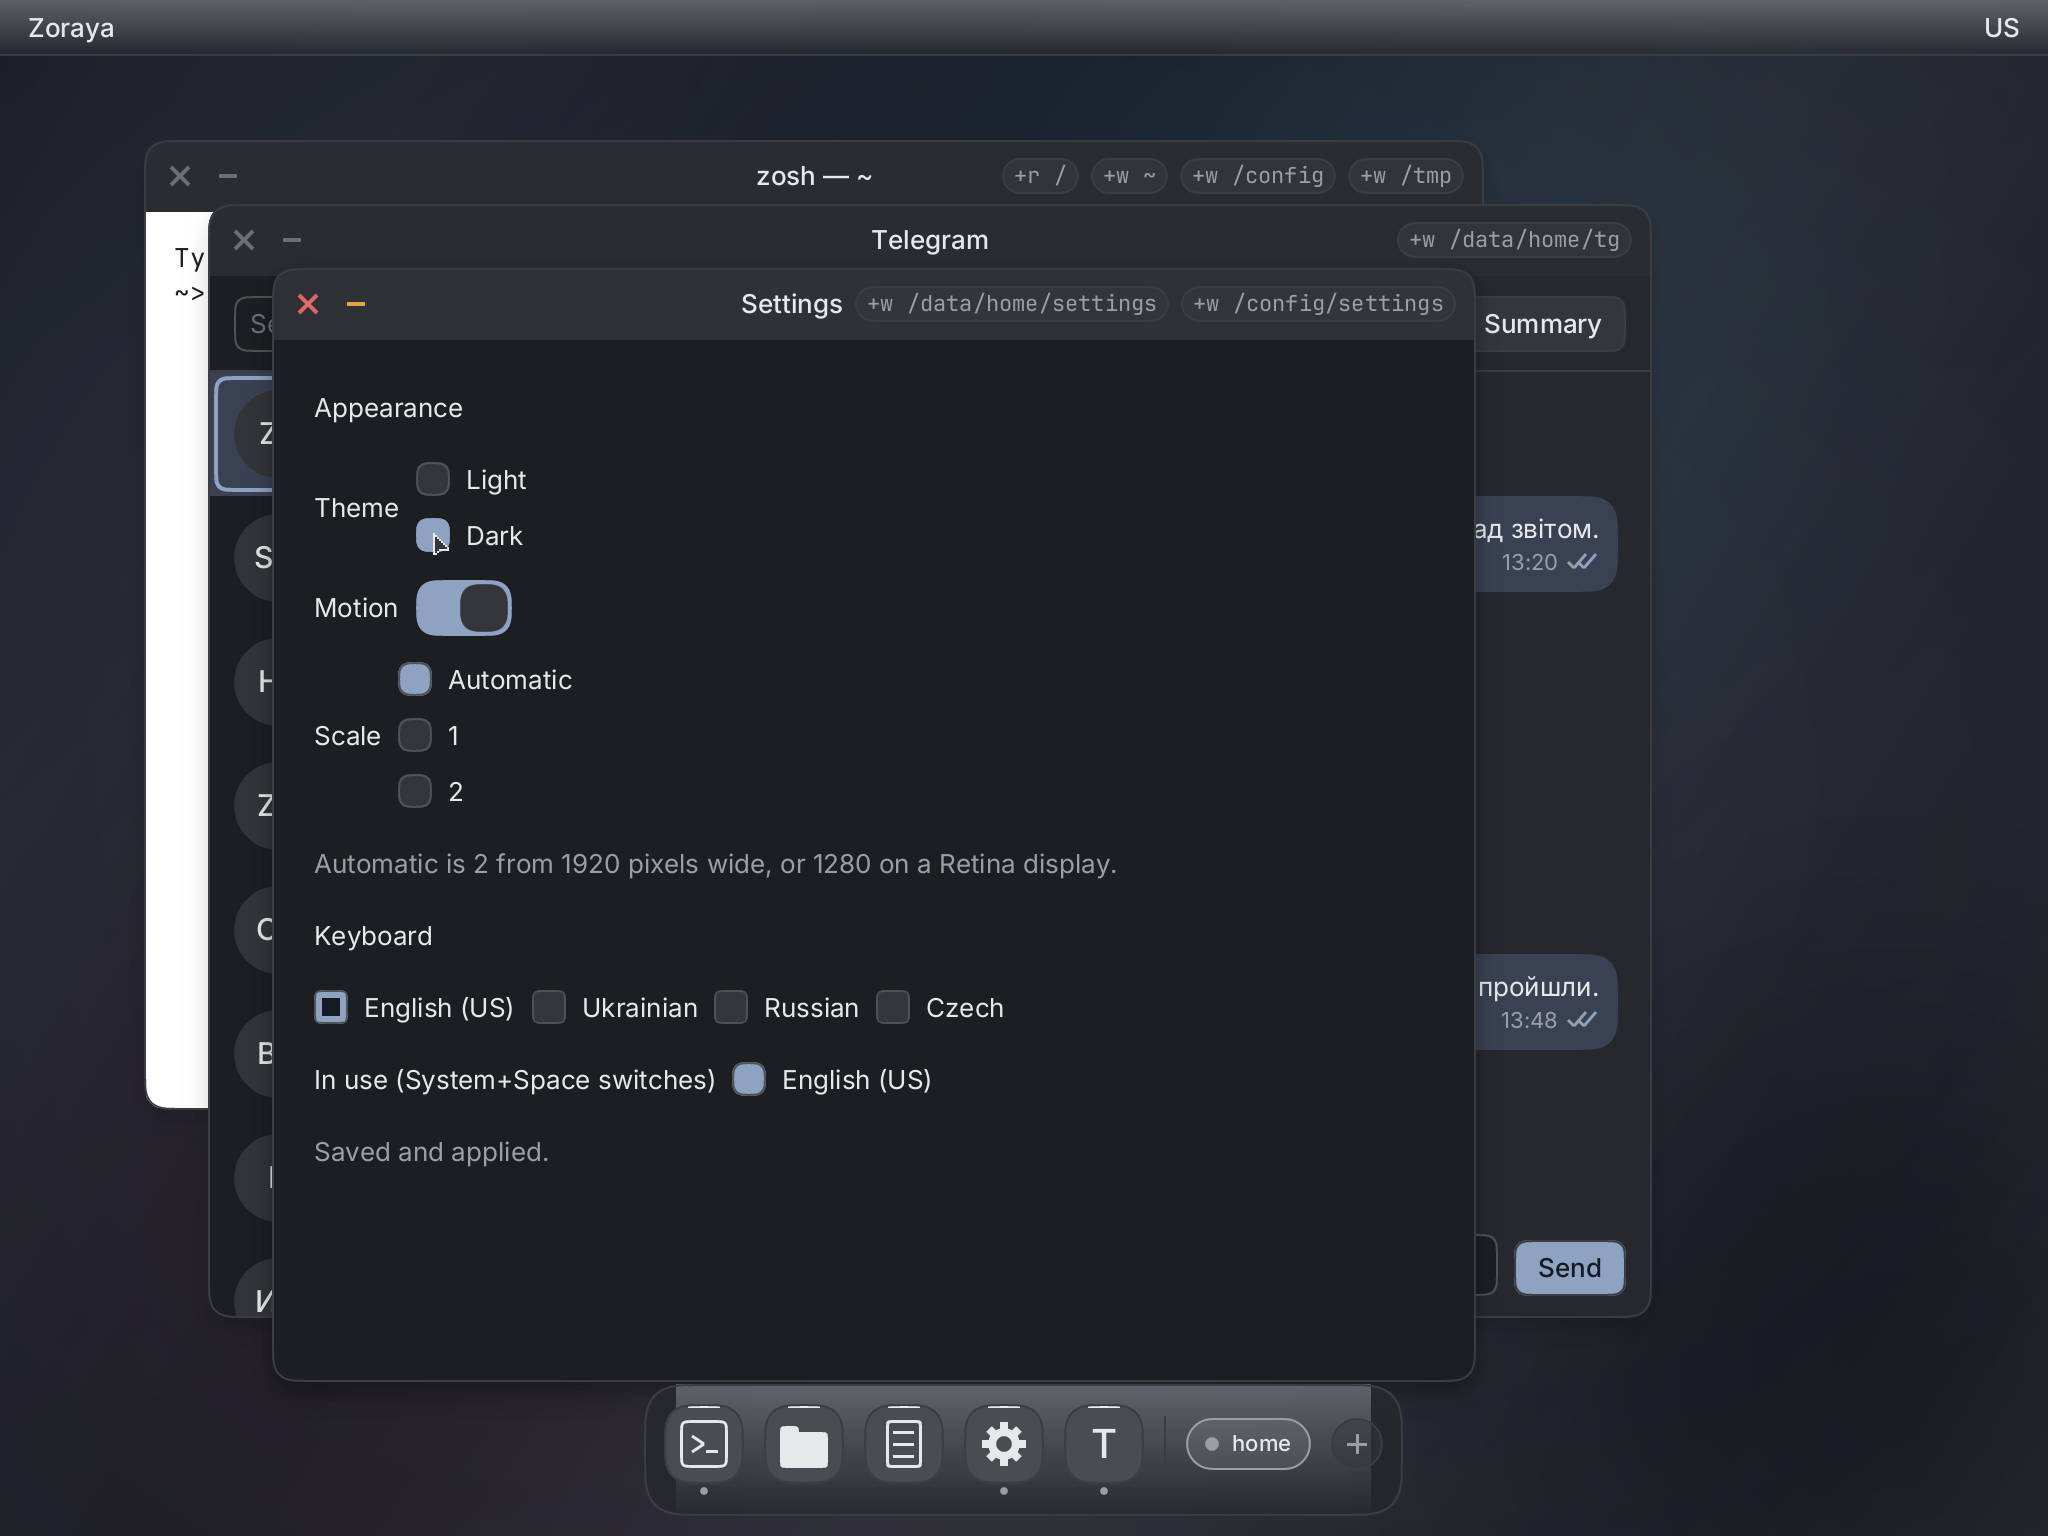 Zoraya
US
zosh — ~
+r /
+w ~
+w /config
+w /tmp
Ty
~>
Telegram
+w /data/home/tg
Summary
Settings
+w /data/home/settings
+w /config/settings
Appearance
Theme
Light
Dark
Motion
Scale
Automatic
1
2
Automatic is 2 from 1920 pixels wide, or 1280 on a Retina display.
Keyboard
English (US)
Ukrainian
Russian
Czech
In use (System+Space switches)
English (US)
Saved and applied.
Se
Z
S
Z
B
звітом.
13:20
пройшли.
13:48
Send
>_
T
home
+